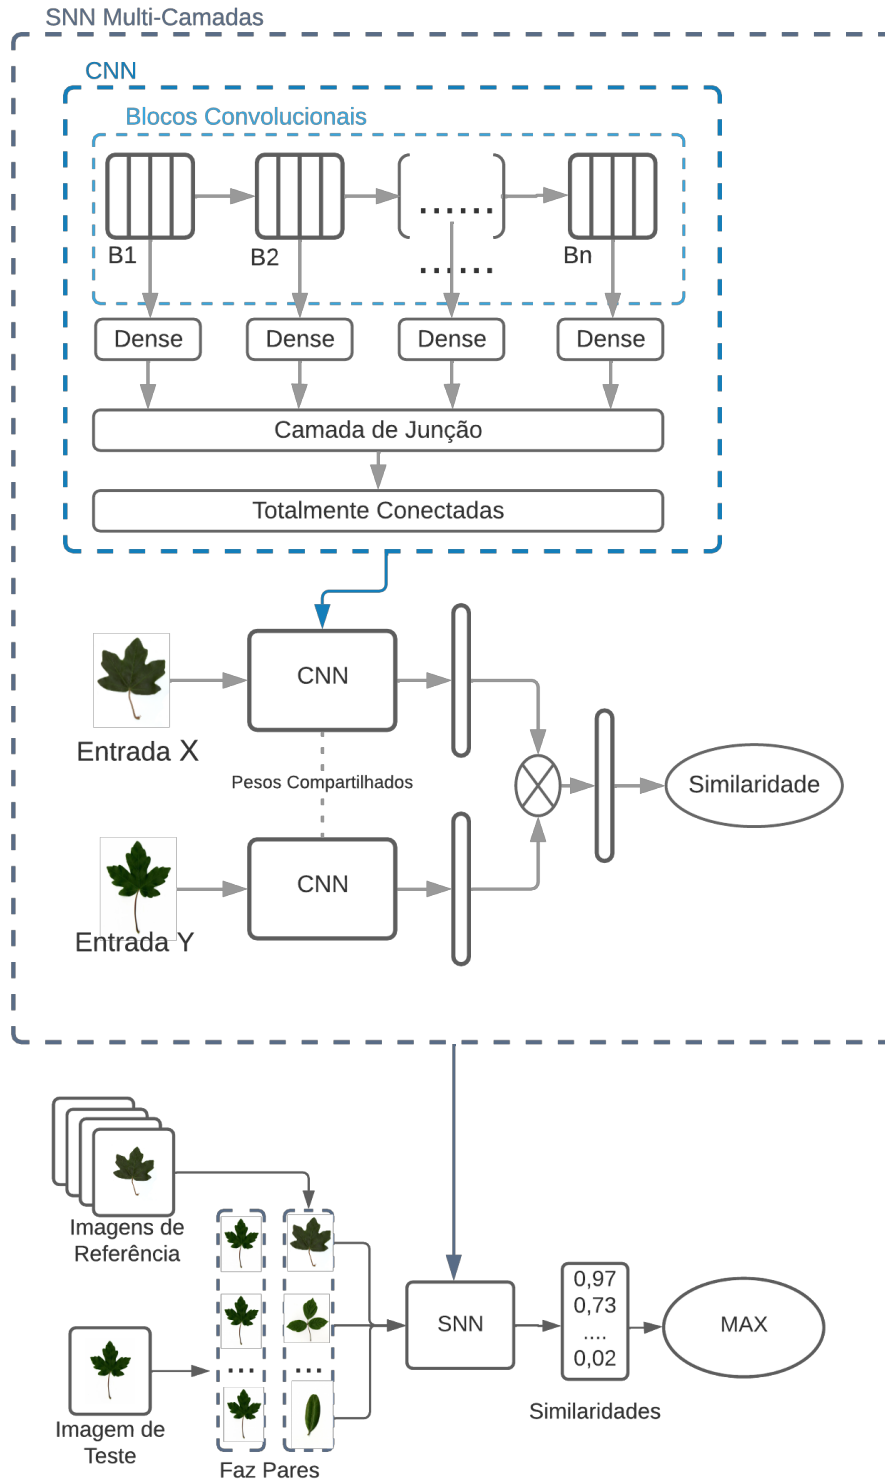 SNN Multi-Camadas
CNN
Blocos Convolucionais
......
B1
B2
......
Bn
Dense
Dense
Dense
Dense
Camada de Junção
Totalmente Conectadas
CNN
Entrada X
Pesos Compartilhados
Similaridade
CNN
Entrada Y
Imagens de
Referência
SNN
0,97
0,73
....
0,02
MAX
... ...
Imagem de
Teste
Similaridades
Faz Pares